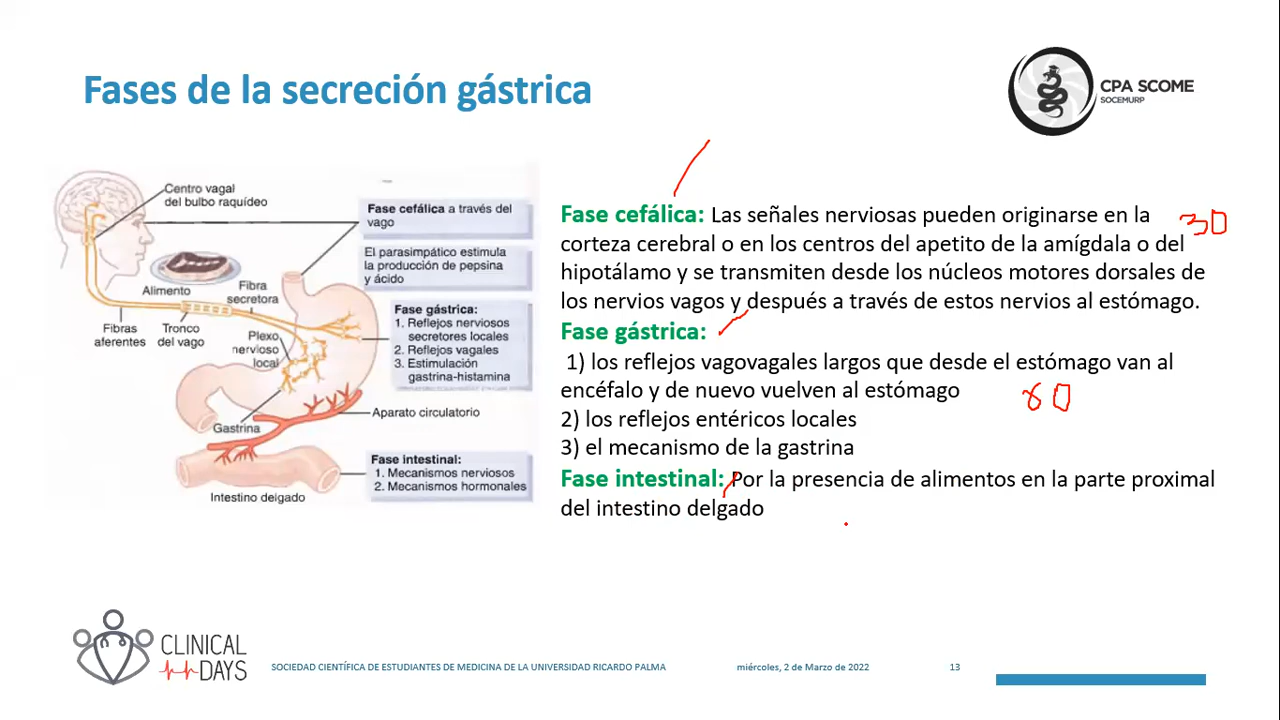 Fases de la secreción gástrica
CPA SCOME
SOCEMURP
Centro vagal
del bulbo raquídeo
Fase cefálica a través del
vago
El parasimpático estimula
la producción de pepsina
y ácido
Alimento
Fibra
secretora
Fibras
aferentes
Tronco
del vago
Plexo
nervioso
local
Fase gástrica:
1. Reflejos nerviosos
secretores locales
2. Reflejos vagales
3. Estimulación
gastrina-histamina
Aparato circulatorio
Gastrina
Fase intestinal:
1. Mecanismos nerviosos
2. Mecanismos hormonales
Intestino delgado
Fase cefálica: Las señales nerviosas pueden originarse en la
30
corteza cerebral o en los centros del apetito de la amígdala o del
hipotálamo y se transmiten desde los núcleos motores dorsales de
los nervios vagos y después a través de estos nervios al estómago.
Fase gástrica:
1) los reflejos vagovagales largos que desde el estómago van al
encéfalo y de nuevo vuelven al estómago
60
2) los reflejos entéricos locales
3) el mecanismo de la gastrina
Fase intestinal: Por la presencia de alimentos en la parte proximal
del intestino delgado
CLINICAL
DAYS
SOCIEDAD CIENTÍFICA DE ESTUDIANTES DE MEDICINA DE LA UNIVERSIDAD RICARDO PALMA
miércoles, 2 de Marzo de 2022
13